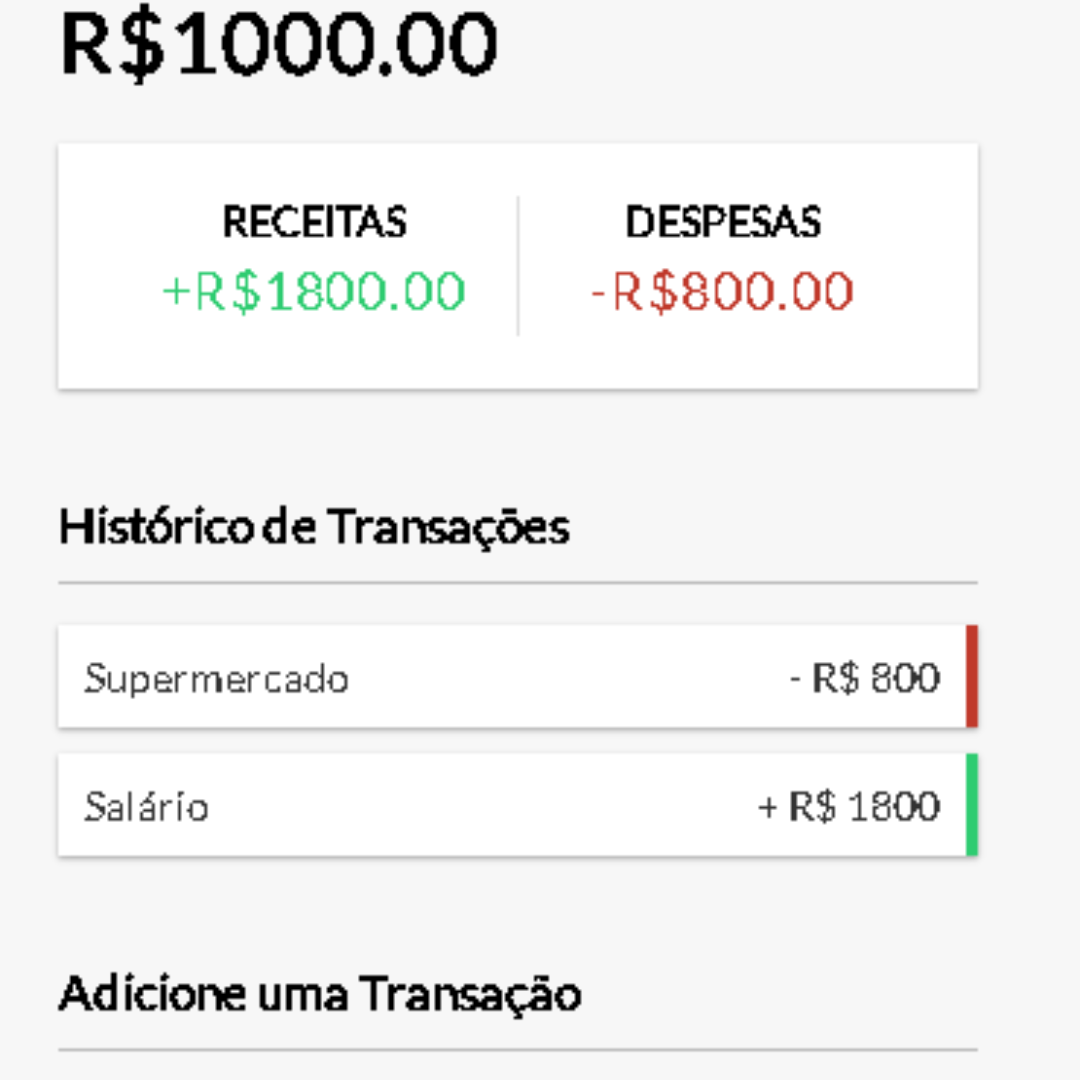 R$1000.00
RECEITAS
+R$1800.00
DESPESAS
-R$800.00
Histórico de Transações
Supermercado - R$ 800
Salário + R$ 1800
Adicione uma Transação